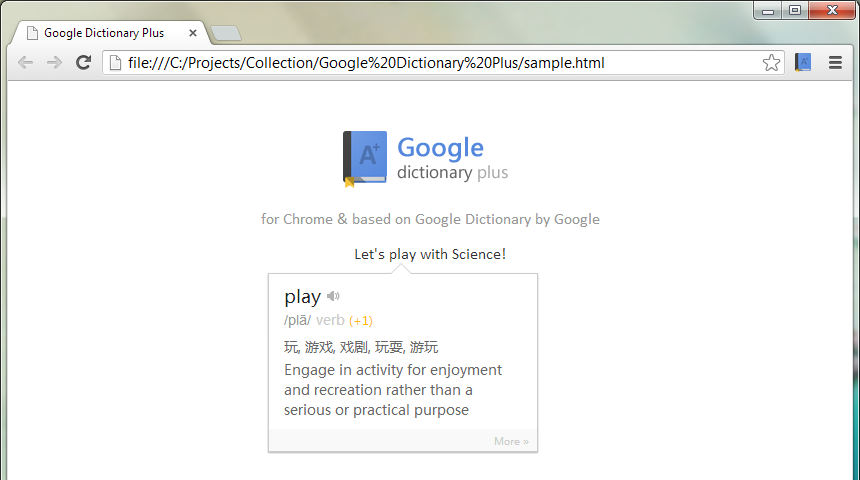 Google Dictionary Plus
file:///C:/Projects/Collection/Google%20Dictionary%20Plus/sample.html
A+
Google
dictionary plus
for Chrome & based on Google Dictionary by Google
Let's play with Science!
play
/plā/ verb (+1)
玩, 游戏, 戏剧, 玩耍, 游玩
Engage in activity for enjoyment
and recreation rather than a
serious or practical purpose
More »